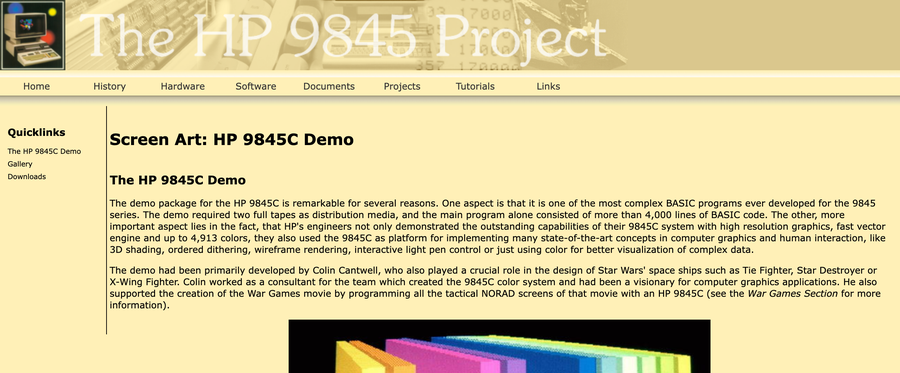 The HP 9845 Project
Home History Hardware Software Documents Projects Tutorials Links
Quicklinks
The HP 9845C Demo
Gallery
Downloads
Screen Art: HP 9845C Demo
The HP 9845C Demo
The demo package for the HP 9845C is remarkable for several reasons. One aspect is that it is one of the most complex BASIC programs ever developed for the 9845
series. The demo required two full tapes as distribution media, and the main program alone consisted of more than 4,000 lines of BASIC code. The other, more
important aspect lies in the fact, that HP's engineers not only demonstrated the outstanding capabilities of their 9845C system with high resolution graphics, fast vector
engine and up to 4,913 colors, they also used the 9845C as platform for implementing many state-of-the-art concepts in computer graphics and human interaction, like
3D shading, ordered dithering, wireframe rendering, interactive light pen control or just using color for better visualization of complex data.
The demo had been primarily developed by Colin Cantwell, who also played a crucial role in the design of Star Wars' space ships such as Tie Fighter, Star Destroyer or
X-Wing Fighter. Colin worked as a consultant for the team which created the 9845C color system and had been a visionary for computer graphics applications. He also
supported the creation of the War Games movie by programming all the tactical NORAD screens of that movie with an HP 9845C (see the War Games Section for more
information).